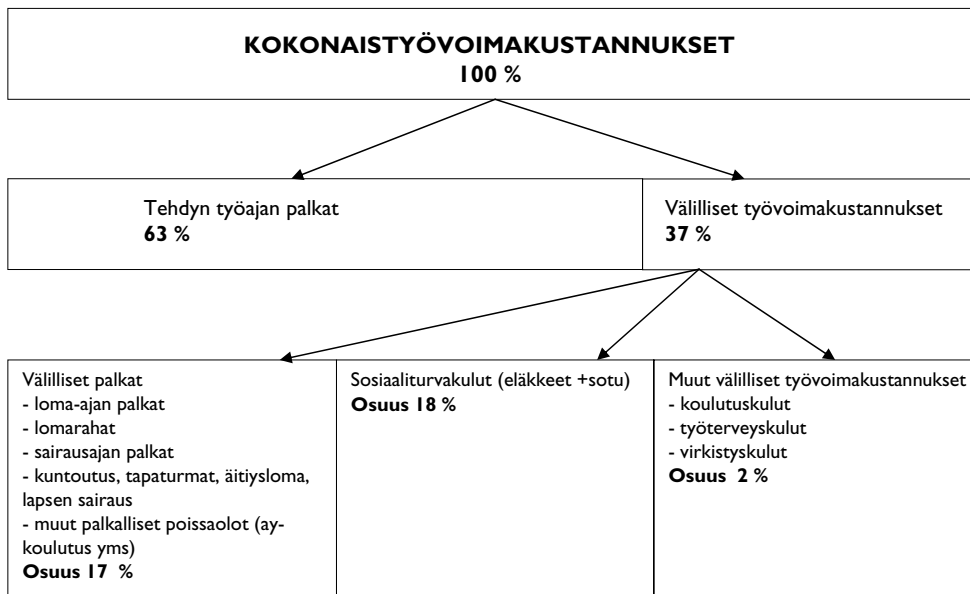 KOKONAISTYÖVOIMAKUSTANNUKSET
100 %
Tehdyn työajan palkat
63 %
Välilliset työvoimakustannukset
37 %
Välilliset palkat
- loma-ajan palkat
- lomarahat
- sairausajan palkat
- kuntoutus, tapaturmat, äitiysloma,
lapsen sairaus
- muut palkalliset poissaolot (ay-
koulutus yms)
Osuus 17 %
Sosiaaliturvakulut (eläkkeet +sotu)
Osuus 18 %
Muut välilliset työvoimakustannukset
- koulutuskulut
- työterveyskulut
- virkistyskulut
Osuus 2 %